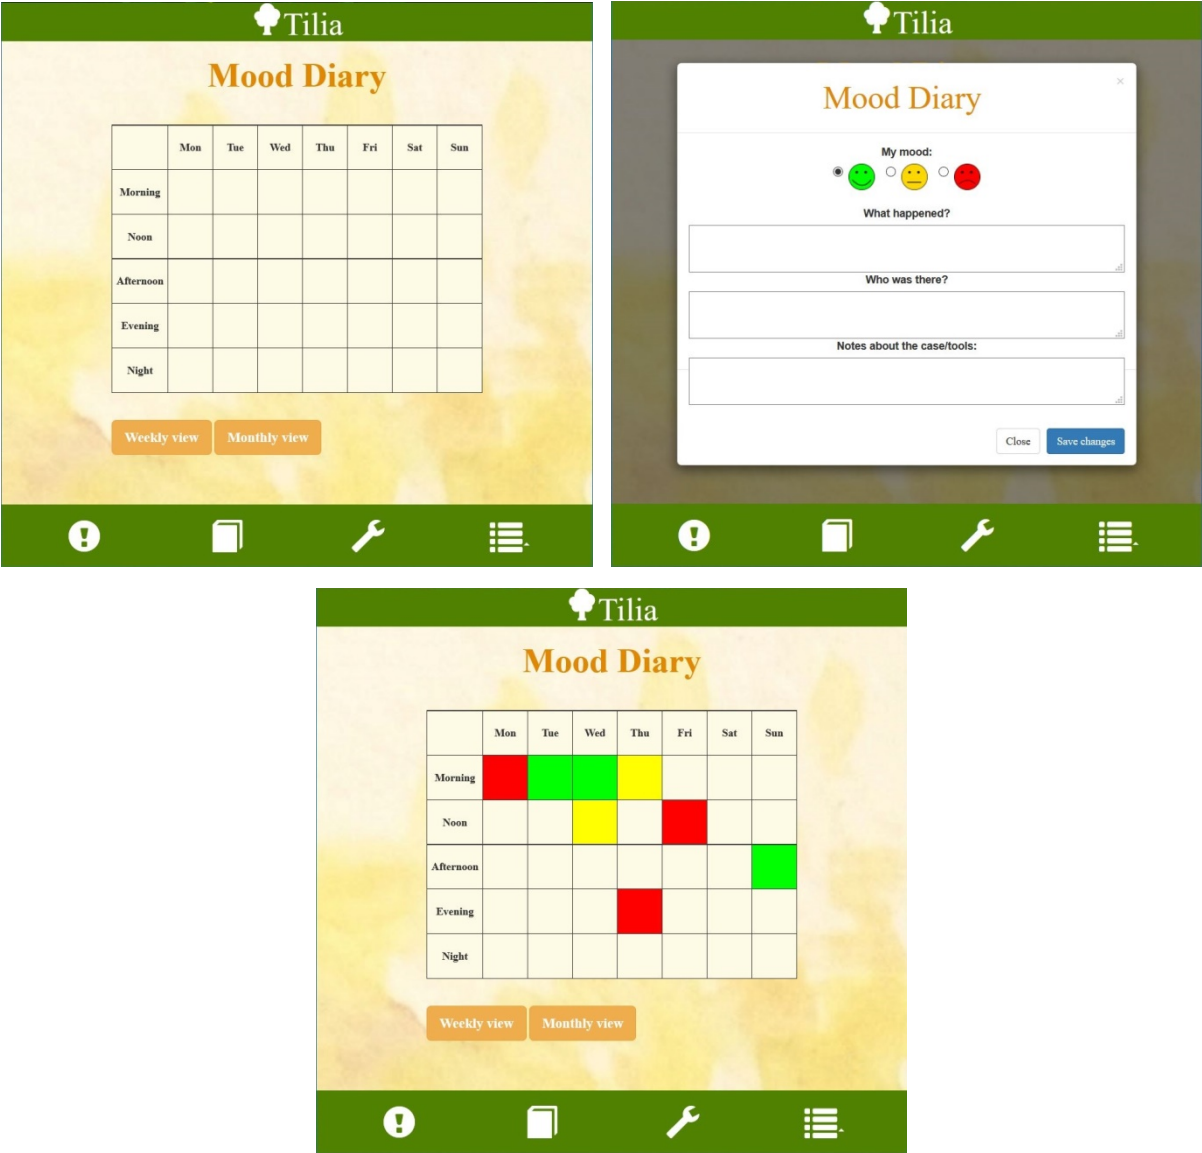 Tilia
Mood Diary
Mon Tue Wed Thu Fri Sat Sun
Morning
Noon
Afternoon
Evening
Night
Weekly view Monthly view
Tilia
Mood Diary
×
My mood:
What happened?
Who was there?
Notes about the case/tools:
Close Save changes
Tilia
Mood Diary
Mon Tue Wed Thu Fri Sat Sun
Morning
Noon
Afternoon
Evening
Night
Weekly view Monthly view